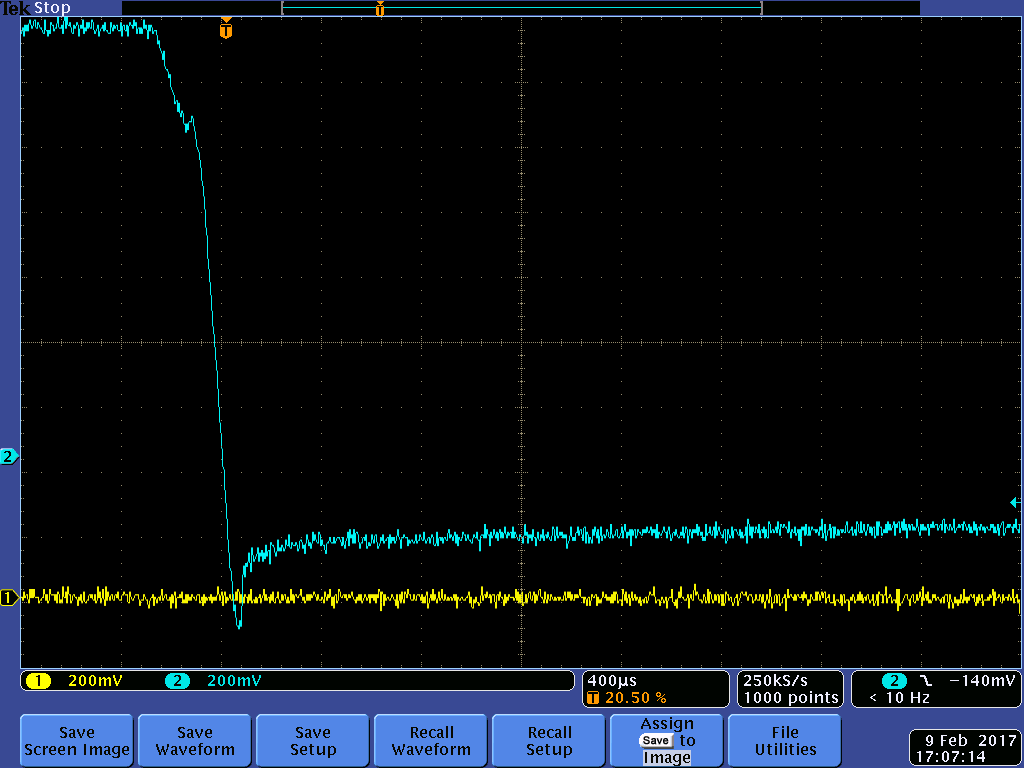 Tek Stop
T
T
2
1
1 200mV 2 200mV
400µs
T 20.50 %
250kS/s
1000 points
2 −140mV
< 10 Hz
Save
Screen Image
Save
Waveform
Save
Setup
Recall
Waveform
Recall
Setup
Assign
Save to
Image
File
Utilities
9 Feb 2017
17:07:14